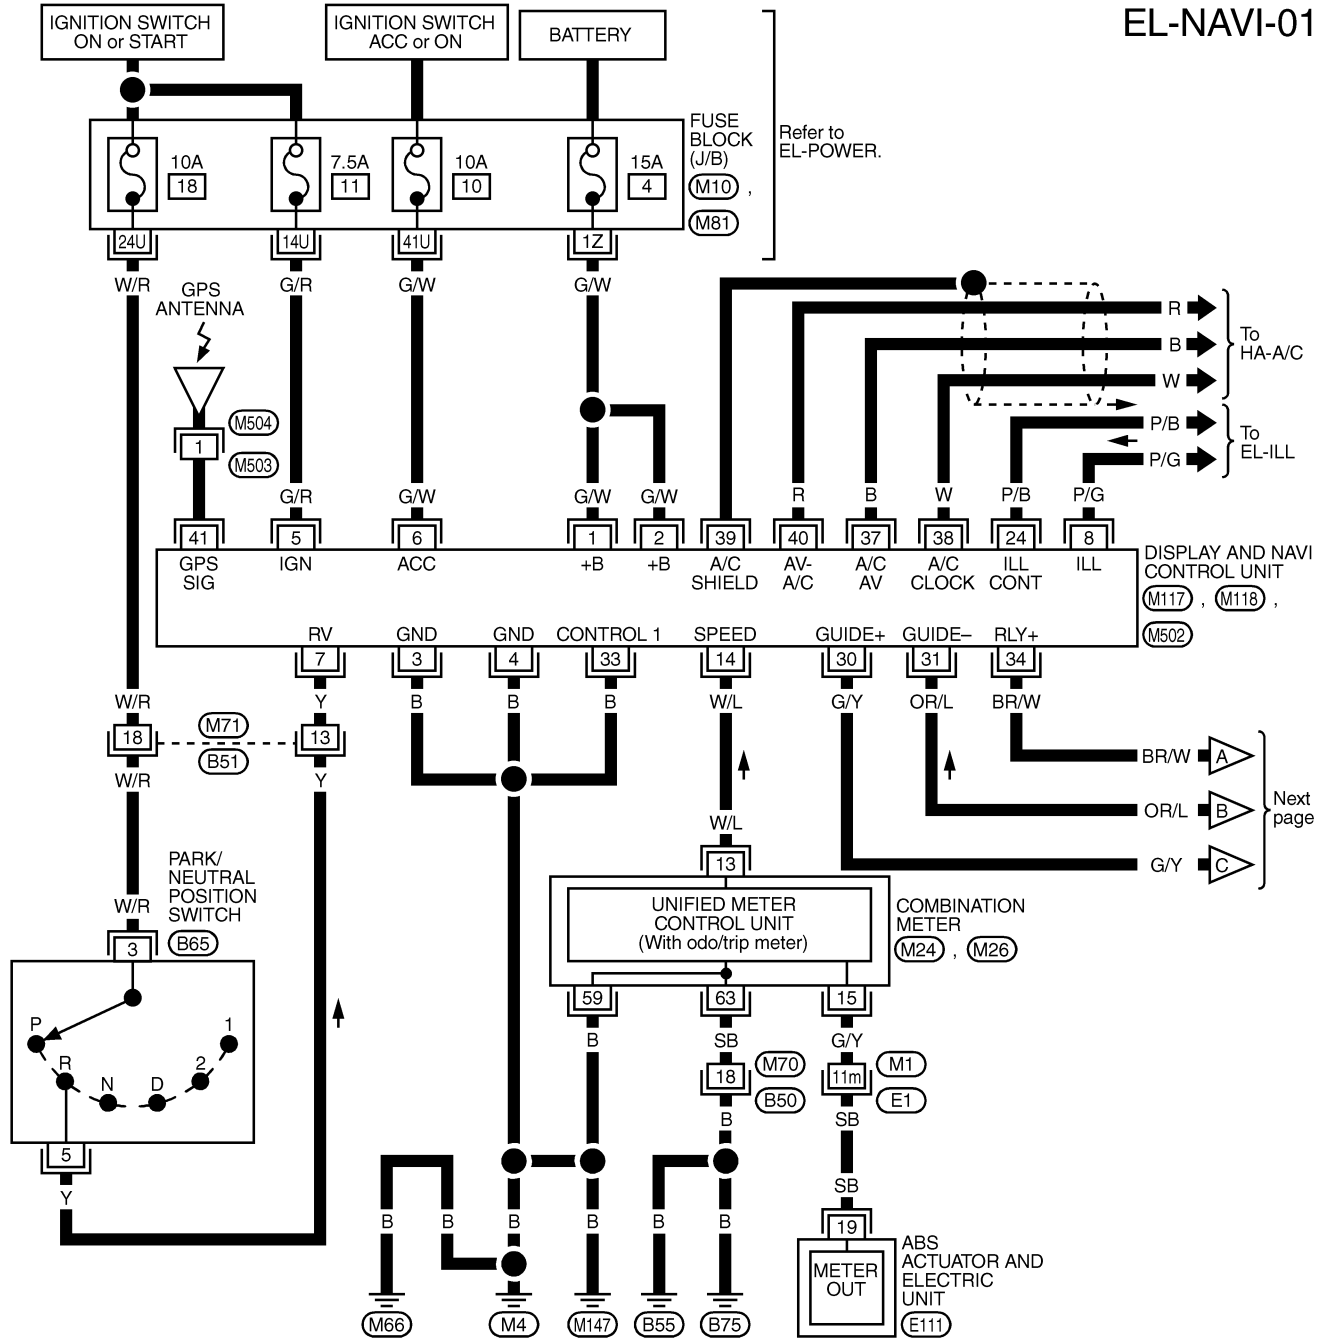 EL-NAVI-01
IGNITION SWITCH
ON or START
IGNITION SWITCH
ACC or ON
BATTERY
FUSE
BLOCK
(J/B)
M10 ,
M81
Refer to
EL-POWER.
10A
18
7.5A
11
10A
10
15A
4
24U
14U
41U
1Z
W/R
G/R
G/W
G/W
GPS
ANTENNA
M504
1
M503
R
B
W
To
HA-A/C
P/B
P/G
To
EL-ILL
G/R
G/W
G/W
G/W
R
B
W
P/B
P/G
41
5
6
1
2
39
40
37
38
24
8
GPS
SIG
IGN
ACC
+B
+B
A/C
SHIELD
AV-
A/C
A/C
AV
A/C
CLOCK
ILL
CONT
ILL
DISPLAY AND NAVI
CONTROL UNIT
M117 , M118 ,
M502
RV
GND
GND
CONTROL 1
SPEED
GUIDE+
GUIDE–
RLY+
7
3
4
33
14
30
31
34
W/R
Y
B
B
B
W/L
G/Y
OR/L
BR/W
18
M71
B51
13
W/R
Y
BR/W
A
OR/L
B
G/Y
C
Next
page
W/L
13
UNIFIED METER
CONTROL UNIT
(With odo/trip meter)
COMBINATION
METER
M24 , M26
59
63
15
PARK/
NEUTRAL
POSITION
SWITCH
B65
W/R
3
P
R
N
D
2
1
5
Y
B
SB
G/Y
18
M70
B50
11m
M1
E1
B
SB
SB
B
B
B
B
B
B
19
METER
OUT
ABS
ACTUATOR AND
ELECTRIC
UNIT
E111
M66
M4
M147
B55
B75